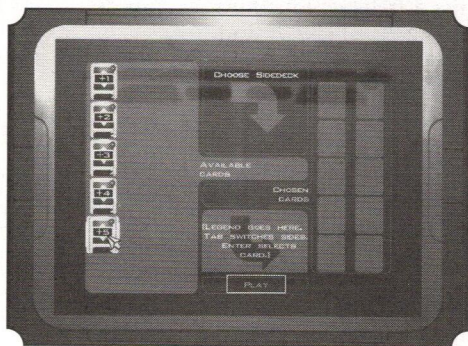 CHOOSE SIDEDECK
+1
+2
+3
+4
+5
AVAILABLE
CARDS
CHOSEN
CARDS
[LEGEND GOES HERE.
TAB SWITCHES SIDES.
ENTER SELECTS
CARD.]
PLAY